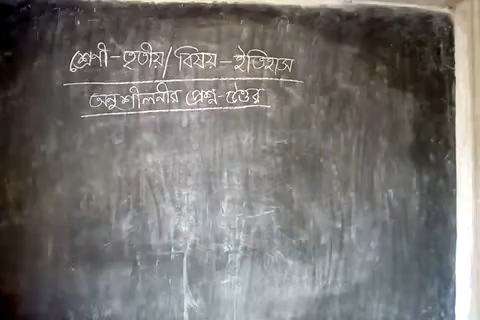 শ্রেণী-তৃতীয়/বিষয়-ইতিহাস
অনুশীলনীর প্রশ্ন-উত্তর